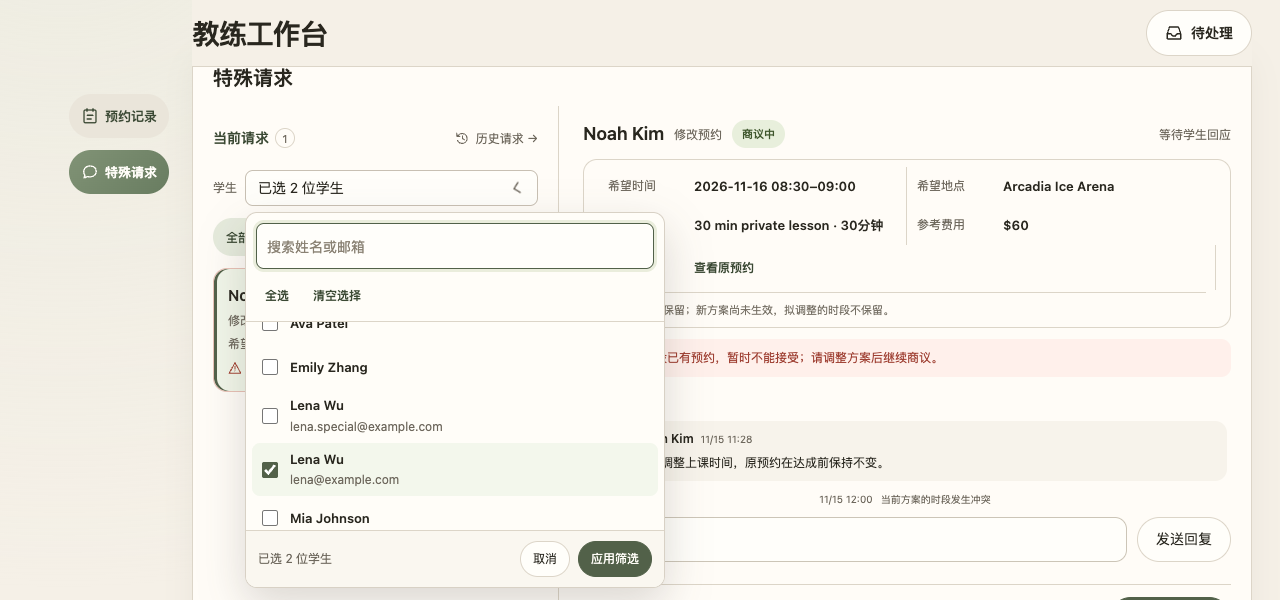 教练工作台
待处理
预约记录
特殊请求
特殊请求
当前请求 1
历史请求 →
学生 已选 2 位学生
搜索姓名或邮箱
全选 清空选择
Ava Patel
Emily Zhang
Lena Wu
lena.special@example.com
Lena Wu
lena@example.com
Mia Johnson
已选 2 位学生 取消 应用筛选
Noah Kim 修改预约 商议中 等待学生回应
希望时间 2026-11-16 08:30–09:00 希望地点 Arcadia Ice Arena
30 min private lesson · 30分钟 参考费用 $60
查看原预约
保留；新方案尚未生效，拟调整的时段不保留。
已有预约，暂时不能接受；请调整方案后继续商议。
Kim 11/15 11:28
调整上课时间，原预约在达成前保持不变。
11/15 12:00 当前方案的时段发生冲突
发送回复